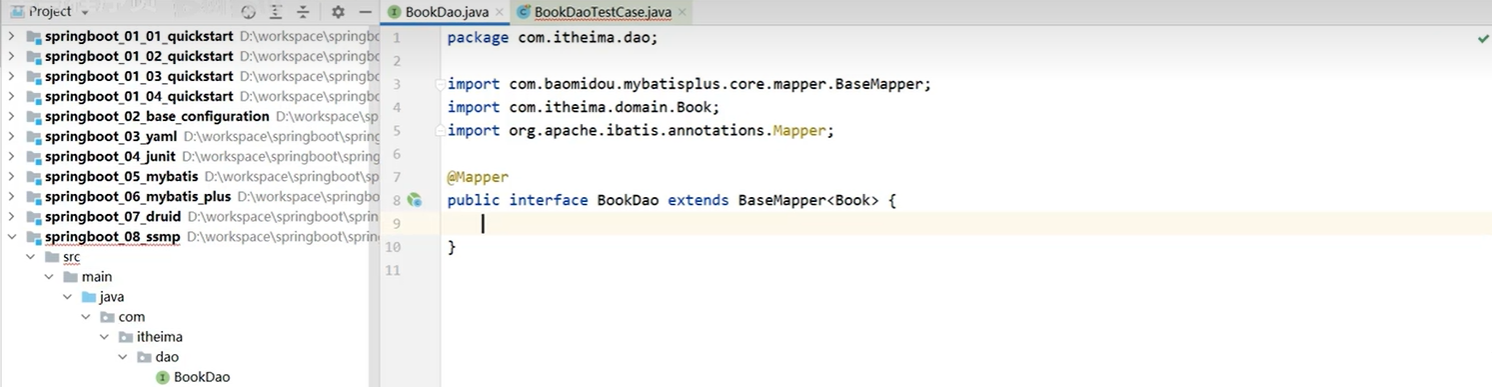 Project
springboot_01_01_quickstart D:\workspace\springbo
springboot_01_02_quickstart D:\workspace\springbo
springboot_01_03_quickstart D:\workspace\springbo
springboot_01_04_quickstart D:\workspace\springbo
springboot_02_base_configuration D:\workspace\sp
springboot_03_yaml D:\workspace\springboot\spring
springboot_04_junit D:\workspace\springboot\spring
springboot_05_mybatis D:\workspace\springboot\spr
springboot_06_mybatis_plus D:\workspace\springbo
springboot_07_druid D:\workspace\springboot\sprin
springboot_08_ssmp D:\workspace\springboot\sprin
src
main
java
com
itheima
dao
BookDao
BookDao.java BookDaoTestCase.java
1 package com.itheima.dao;
2
3 import com.baomidou.mybatisplus.core.mapper.BaseMapper;
4 import com.itheima.domain.Book;
5 import org.apache.ibatis.annotations.Mapper;
6
7 @Mapper
8 public interface BookDao extends BaseMapper<Book> {
9
10 }
11